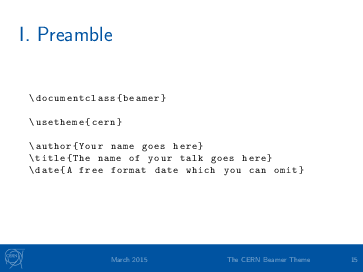 I. Preamble
\documentclass{beamer}
\usetheme{cern}
\author{Your name goes here}
\title{The name of your talk goes here}
\date{A free format date which you can omit}
CERN
March 2015 The CERN Beamer Theme 15